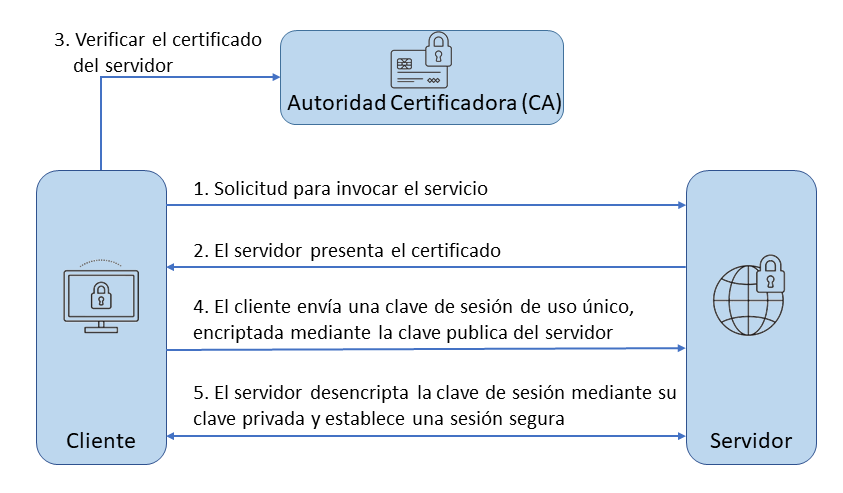 3. Verificar el certificado
del servidor
Autoridad Certificadora (CA)
1. Solicitud para invocar el servicio
2. El servidor presenta el certificado
4. El cliente envía una clave de sesión de uso único,
encriptada mediante la clave publica del servidor
5. El servidor desencripta la clave de sesión mediante su
clave privada y establece una sesión segura
Cliente
Servidor